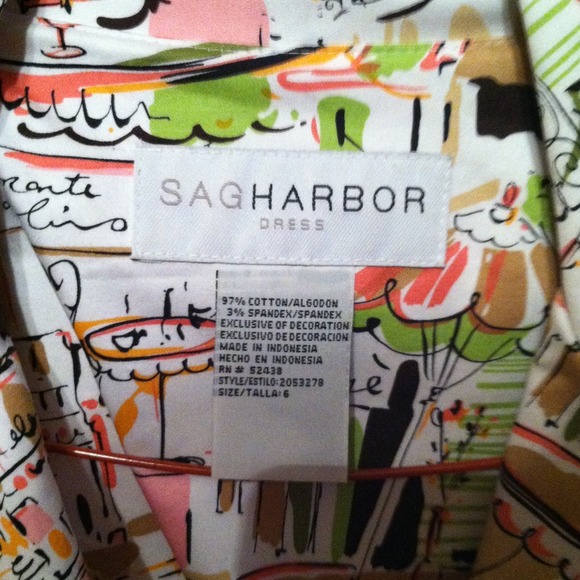 SAGHARBOR
DRESS
97% COTTON/ALGODON
3% SPANDEX/SPANDEX
EXCLUSIVE OF DECORATION
EXCLUSIVO DE DECORACION
MADE IN INDONESIA
HECHO EN INDONESIA
RN # 52438
STYLE/ESTILO:2053278
SIZE/TALLA: 6